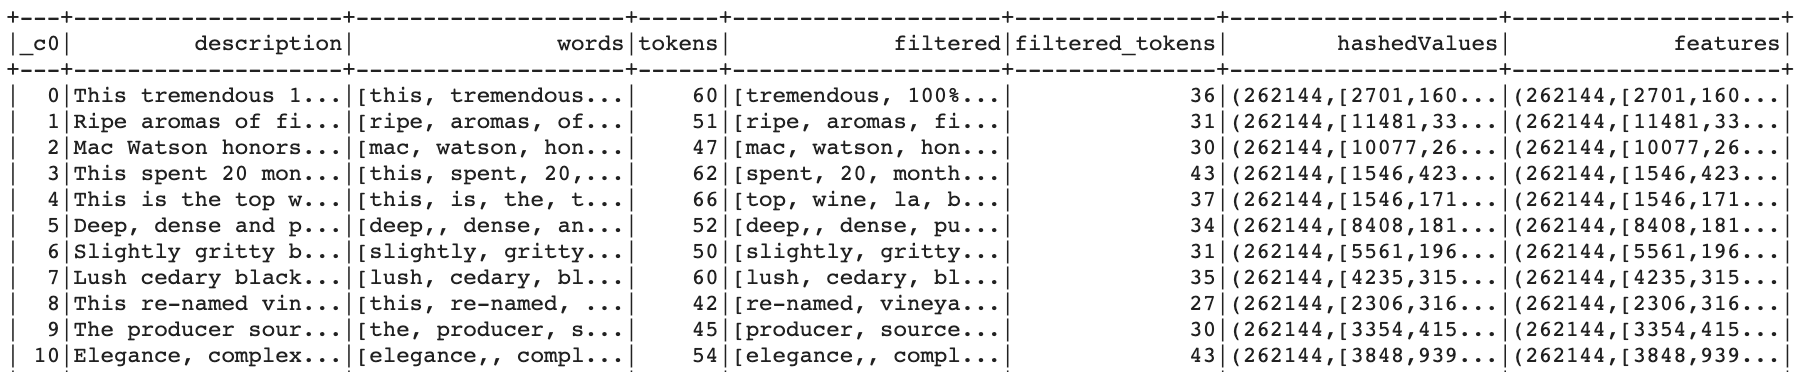 +---+--------------------+--------------------+------+--------------------+---------------+--------------------+--------------------+
|_c0|         description|               words|tokens|            filtered|filtered_tokens|        hashedValues|            features|
+---+--------------------+--------------------+------+--------------------+---------------+--------------------+--------------------+
|  0|This tremendous 1...|[this, tremendous...|    60|[tremendous, 100%...|             36|(262144,[2701,160...|(262144,[2701,160...|
|  1|Ripe aromas of fi...|[ripe, aromas, of...|    51|[ripe, aromas, fi...|             31|(262144,[11481,33...|(262144,[11481,33...|
|  2|Mac Watson honors...|[mac, watson, hon...|    47|[mac, watson, hon...|             30|(262144,[10077,26...|(262144,[10077,26...|
|  3|This spent 20 mon...|[this, spent, 20,...|    62|[spent, 20, month...|             43|(262144,[1546,423...|(262144,[1546,423...|
|  4|This is the top w...|[this, is, the, t...|    66|[top, wine, la, b...|             37|(262144,[1546,171...|(262144,[1546,171...|
|  5|Deep, dense and p...|[deep,, dense, an...|    52|[deep,, dense, pu...|             34|(262144,[8408,181...|(262144,[8408,181...|
|  6|Slightly gritty b...|[slightly, gritty...|    50|[slightly, gritty...|             31|(262144,[5561,196...|(262144,[5561,196...|
|  7|Lush cedary black...|[lush, cedary, bl...|    60|[lush, cedary, bl...|             35|(262144,[4235,315...|(262144,[4235,315...|
|  8|This re-named vin...|[this, re-named, ...|    42|[re-named, vineya...|             27|(262144,[2306,316...|(262144,[2306,316...|
|  9|The producer sour...|[the, producer, s...|    45|[producer, source...|             30|(262144,[3354,415...|(262144,[3354,415...|
| 10|Elegance, complex...|[elegance,, compl...|    54|[elegance,, compl...|             43|(262144,[3848,939...|(262144,[3848,939...|